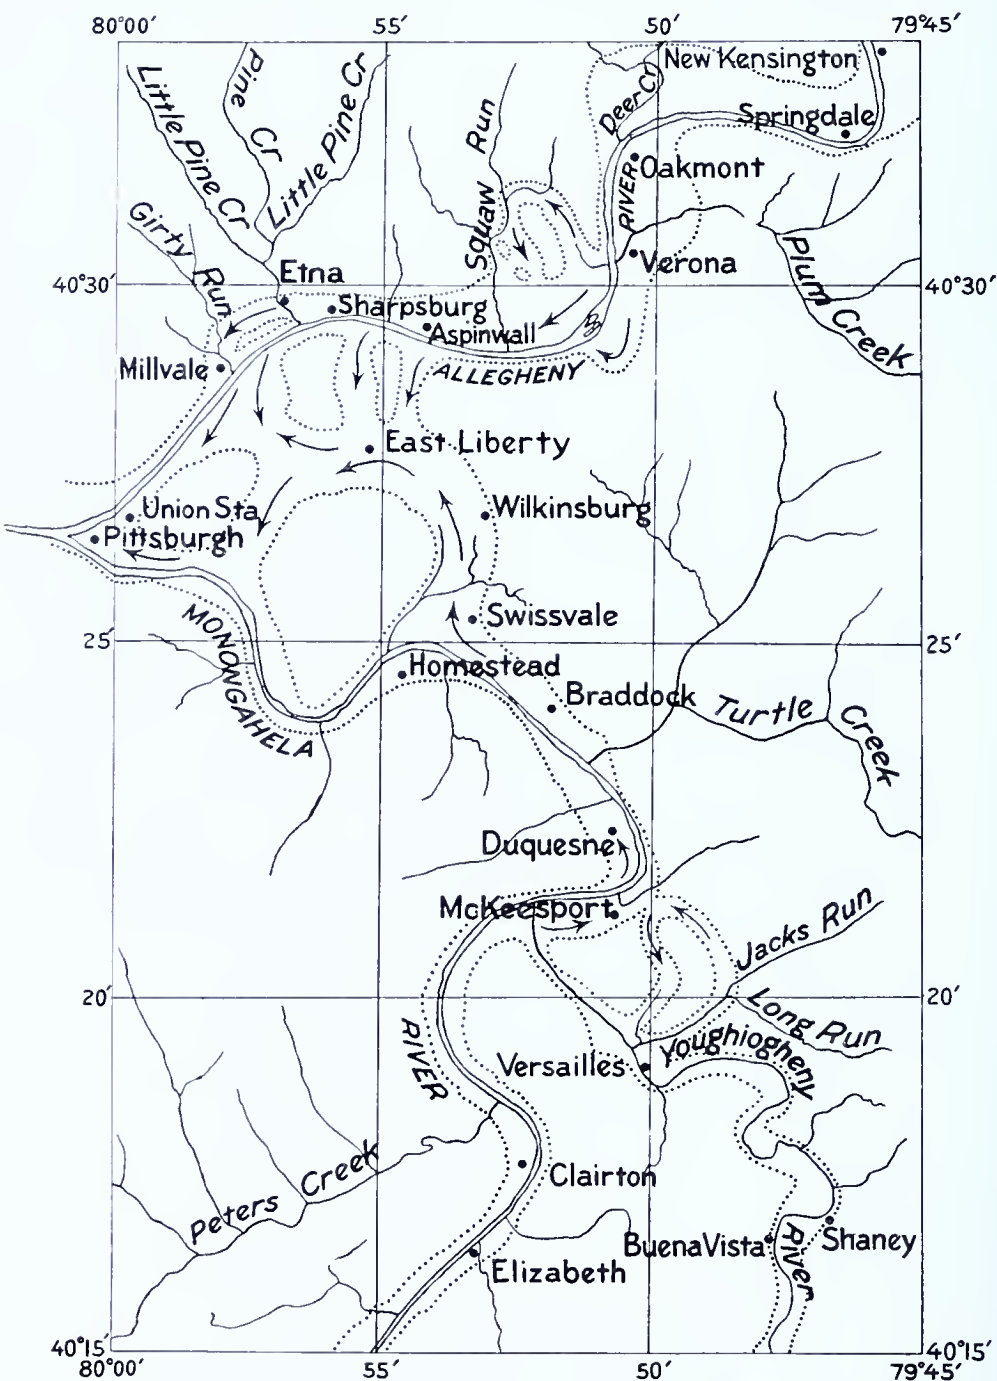 80°00′ 55′ 50′ 79°45′
New Kensington
Little Pine Cr
Pine Cr
Little Pine Cr
Squaw Run
Deer Cr
Springdale
RIVER
Oakmont
Girty Run
Etna
Verona
Plum Creek
40°30′ 40°30′
Sharpsburg
Aspinwall
Millvale
ALLEGHENY
East Liberty
Union Sta.
Wilkinsburg
Pittsburgh
MONONGAHELA
Swissvale
25′ 25′
Homestead
Braddock
Turtle Creek
Duquesne
McKeesport
Jacks Run
20′ 20′
Long Run
RIVER
Versailles
Youghiogheny
Peters Creek
Clairton
Buena Vista
River
Shaney
Elizabeth
40°15′ 40°15′
80°00′ 55′ 50′ 79°45′